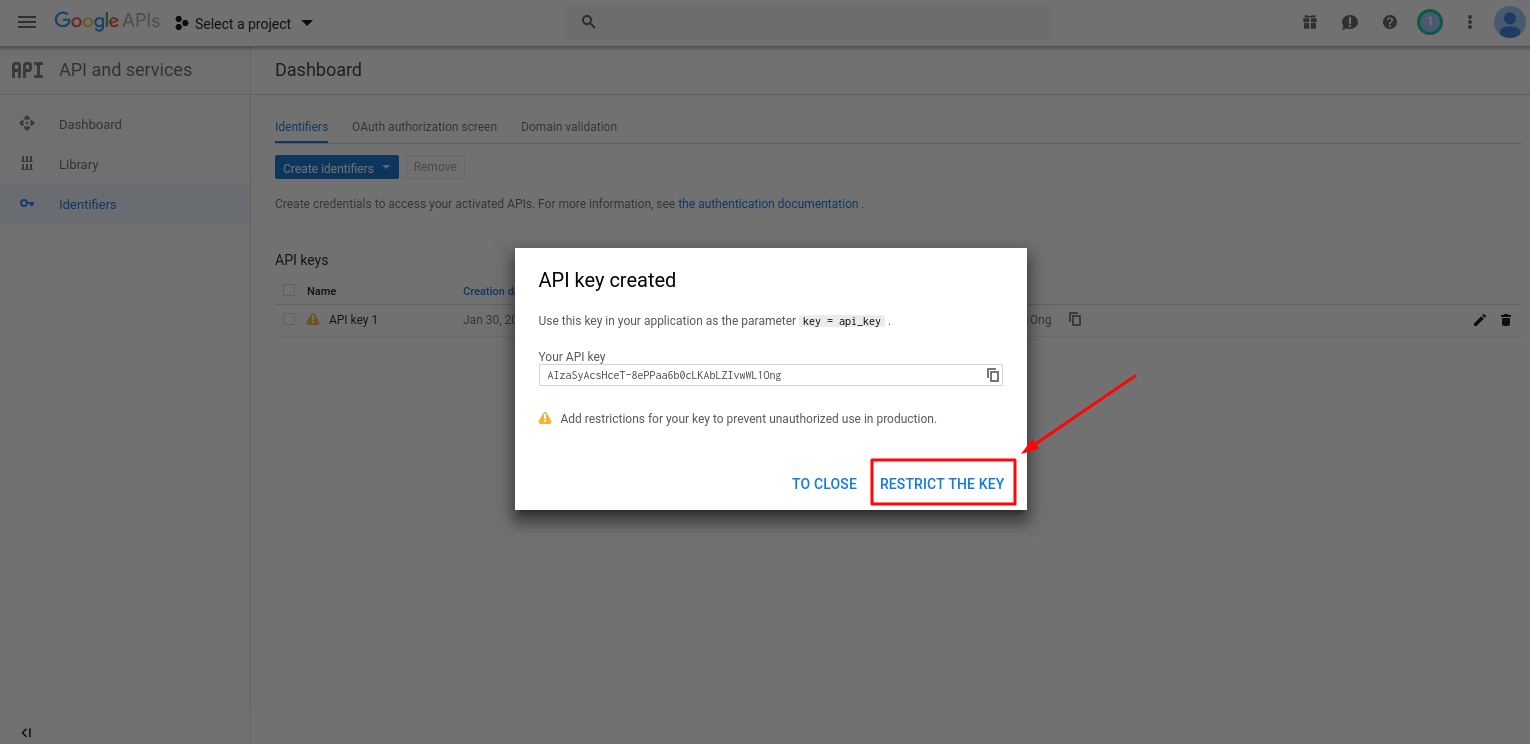 Google APIs
Select a project
1
API API and services
Dashboard
Dashboard
Library
Identifiers
Identifiers OAuth authorization screen Domain validation
Create identifiers Remove
Create credentials to access your activated APIs. For more information, see the authentication documentation .
API keys
Name Creation
API key 1 Jan 30, 20 Ong
API key created
Use this key in your application as the parameter key = api_key .
Your API key
AIzaSyAcsHceT-8ePPaa6b0cLKAbLZIvwWL1Ong
Add restrictions for your key to prevent unauthorized use in production.
TO CLOSE RESTRICT THE KEY